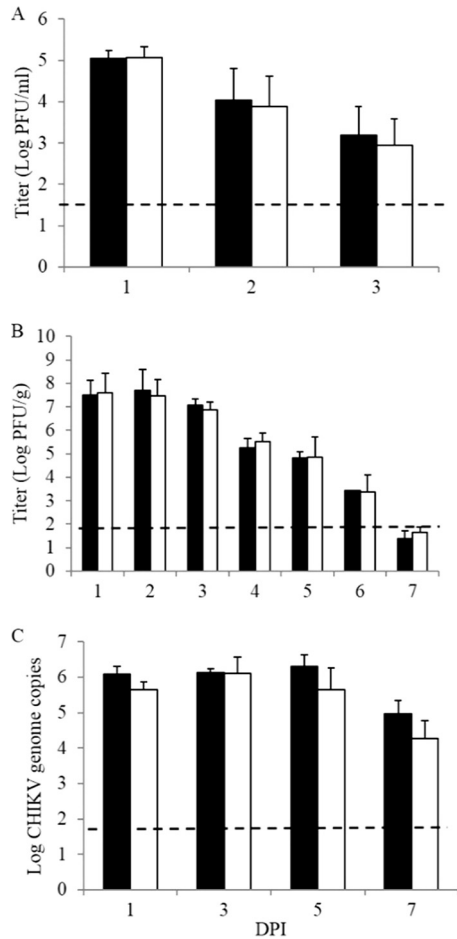 A
Titer (Log PFU/ml)
6
5
4
3
2
1
0
1 2 3
B
Titer (Log PFU/g)
10
9
8
7
6
5
4
3
2
1
0
1 2 3 4 5 6 7
C
Log CHIKV genome copies
7
6
5
4
3
2
1
0
1 3 5 7
DPI